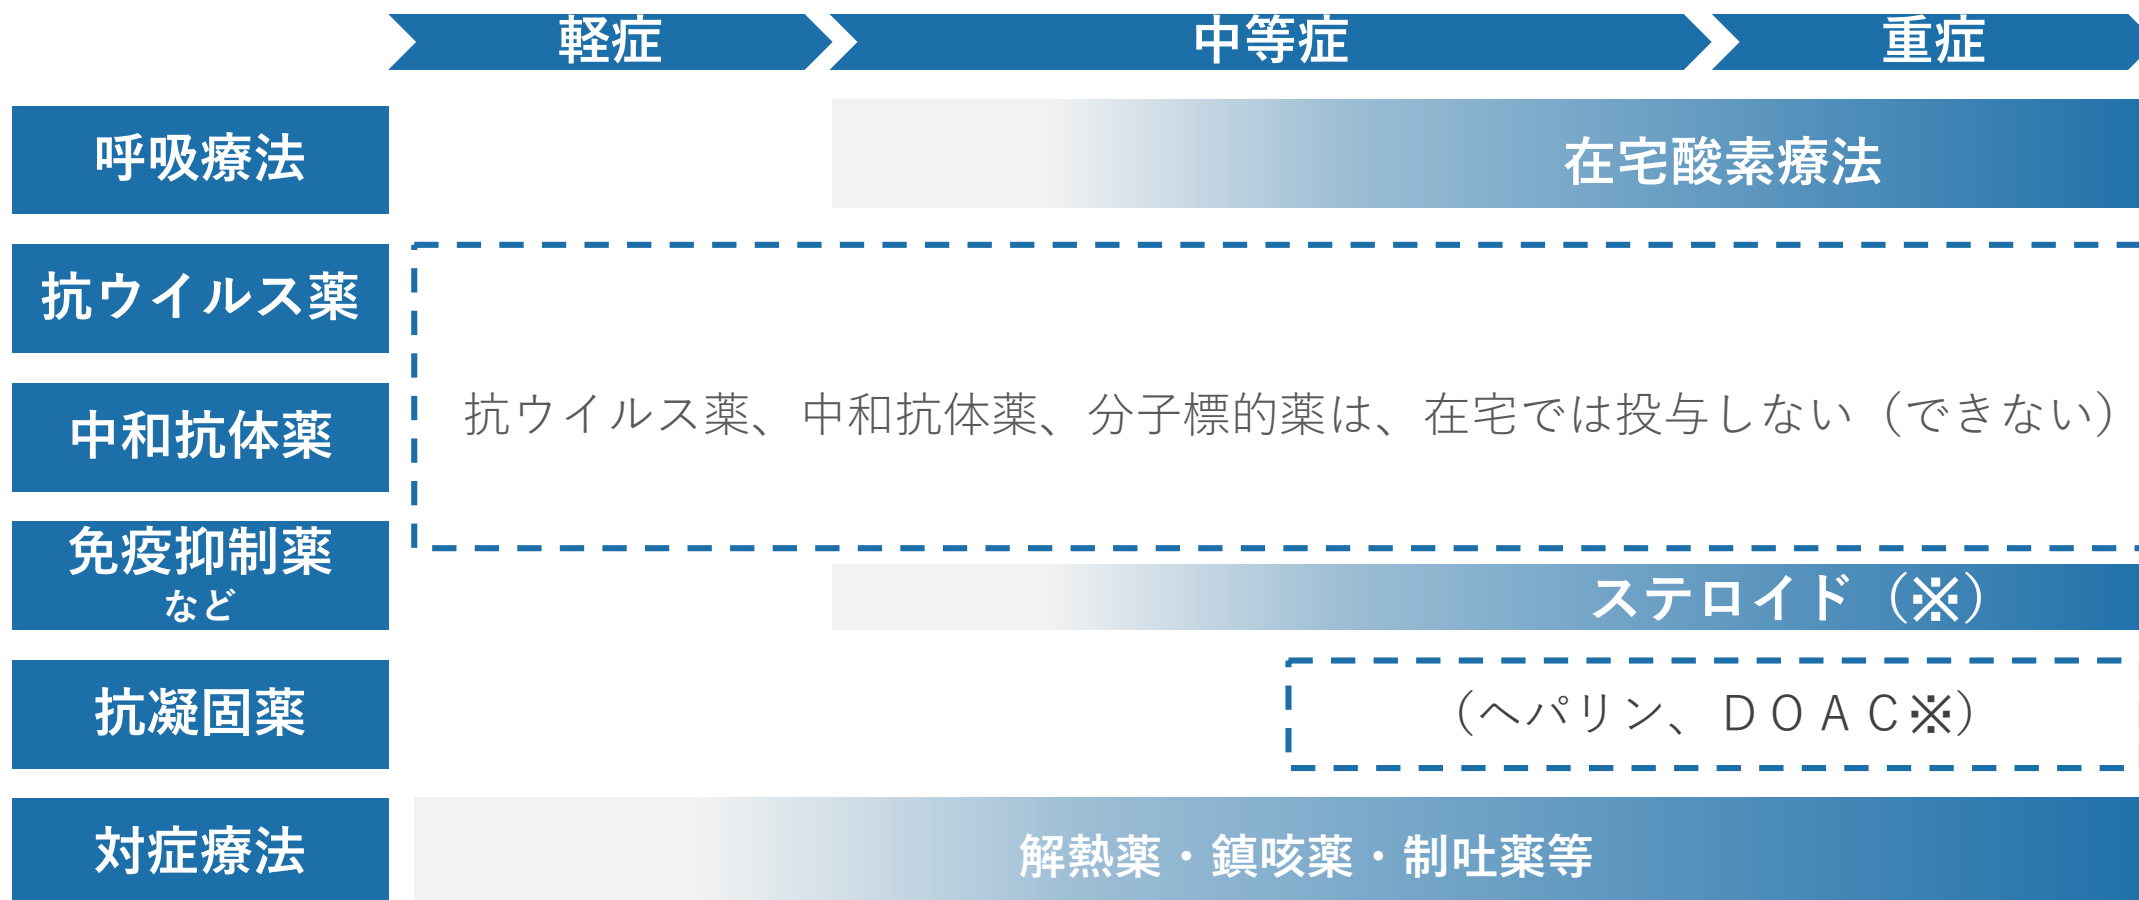 軽症
中等症
重症
呼吸療法
在宅酸素療法
抗ウイルス薬
中和抗体薬
抗ウイルス薬、中和抗体薬、分子標的薬は、在宅では投与しない（できない）
免疫抑制薬
など
ステロイド（※）
抗凝固薬
（ヘパリン、ＤＯＡＣ※）
対症療法
解熱薬・鎮咳薬・制吐薬等